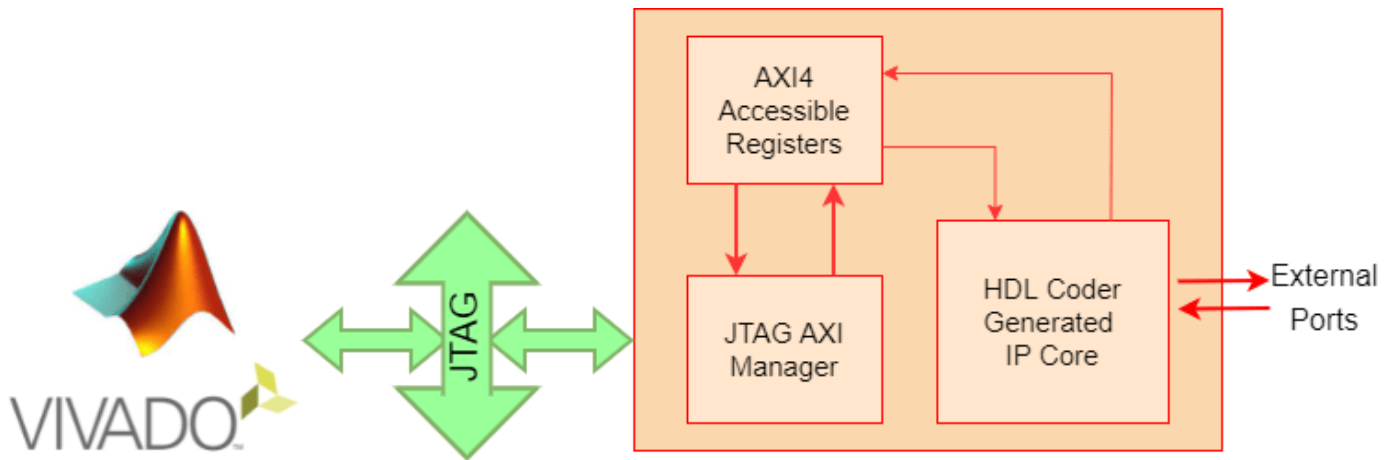 VIVADO
JTAG
AXI4
Accessible
Registers
JTAG AXI
Manager
HDL Coder
Generated
IP Core
External
Ports